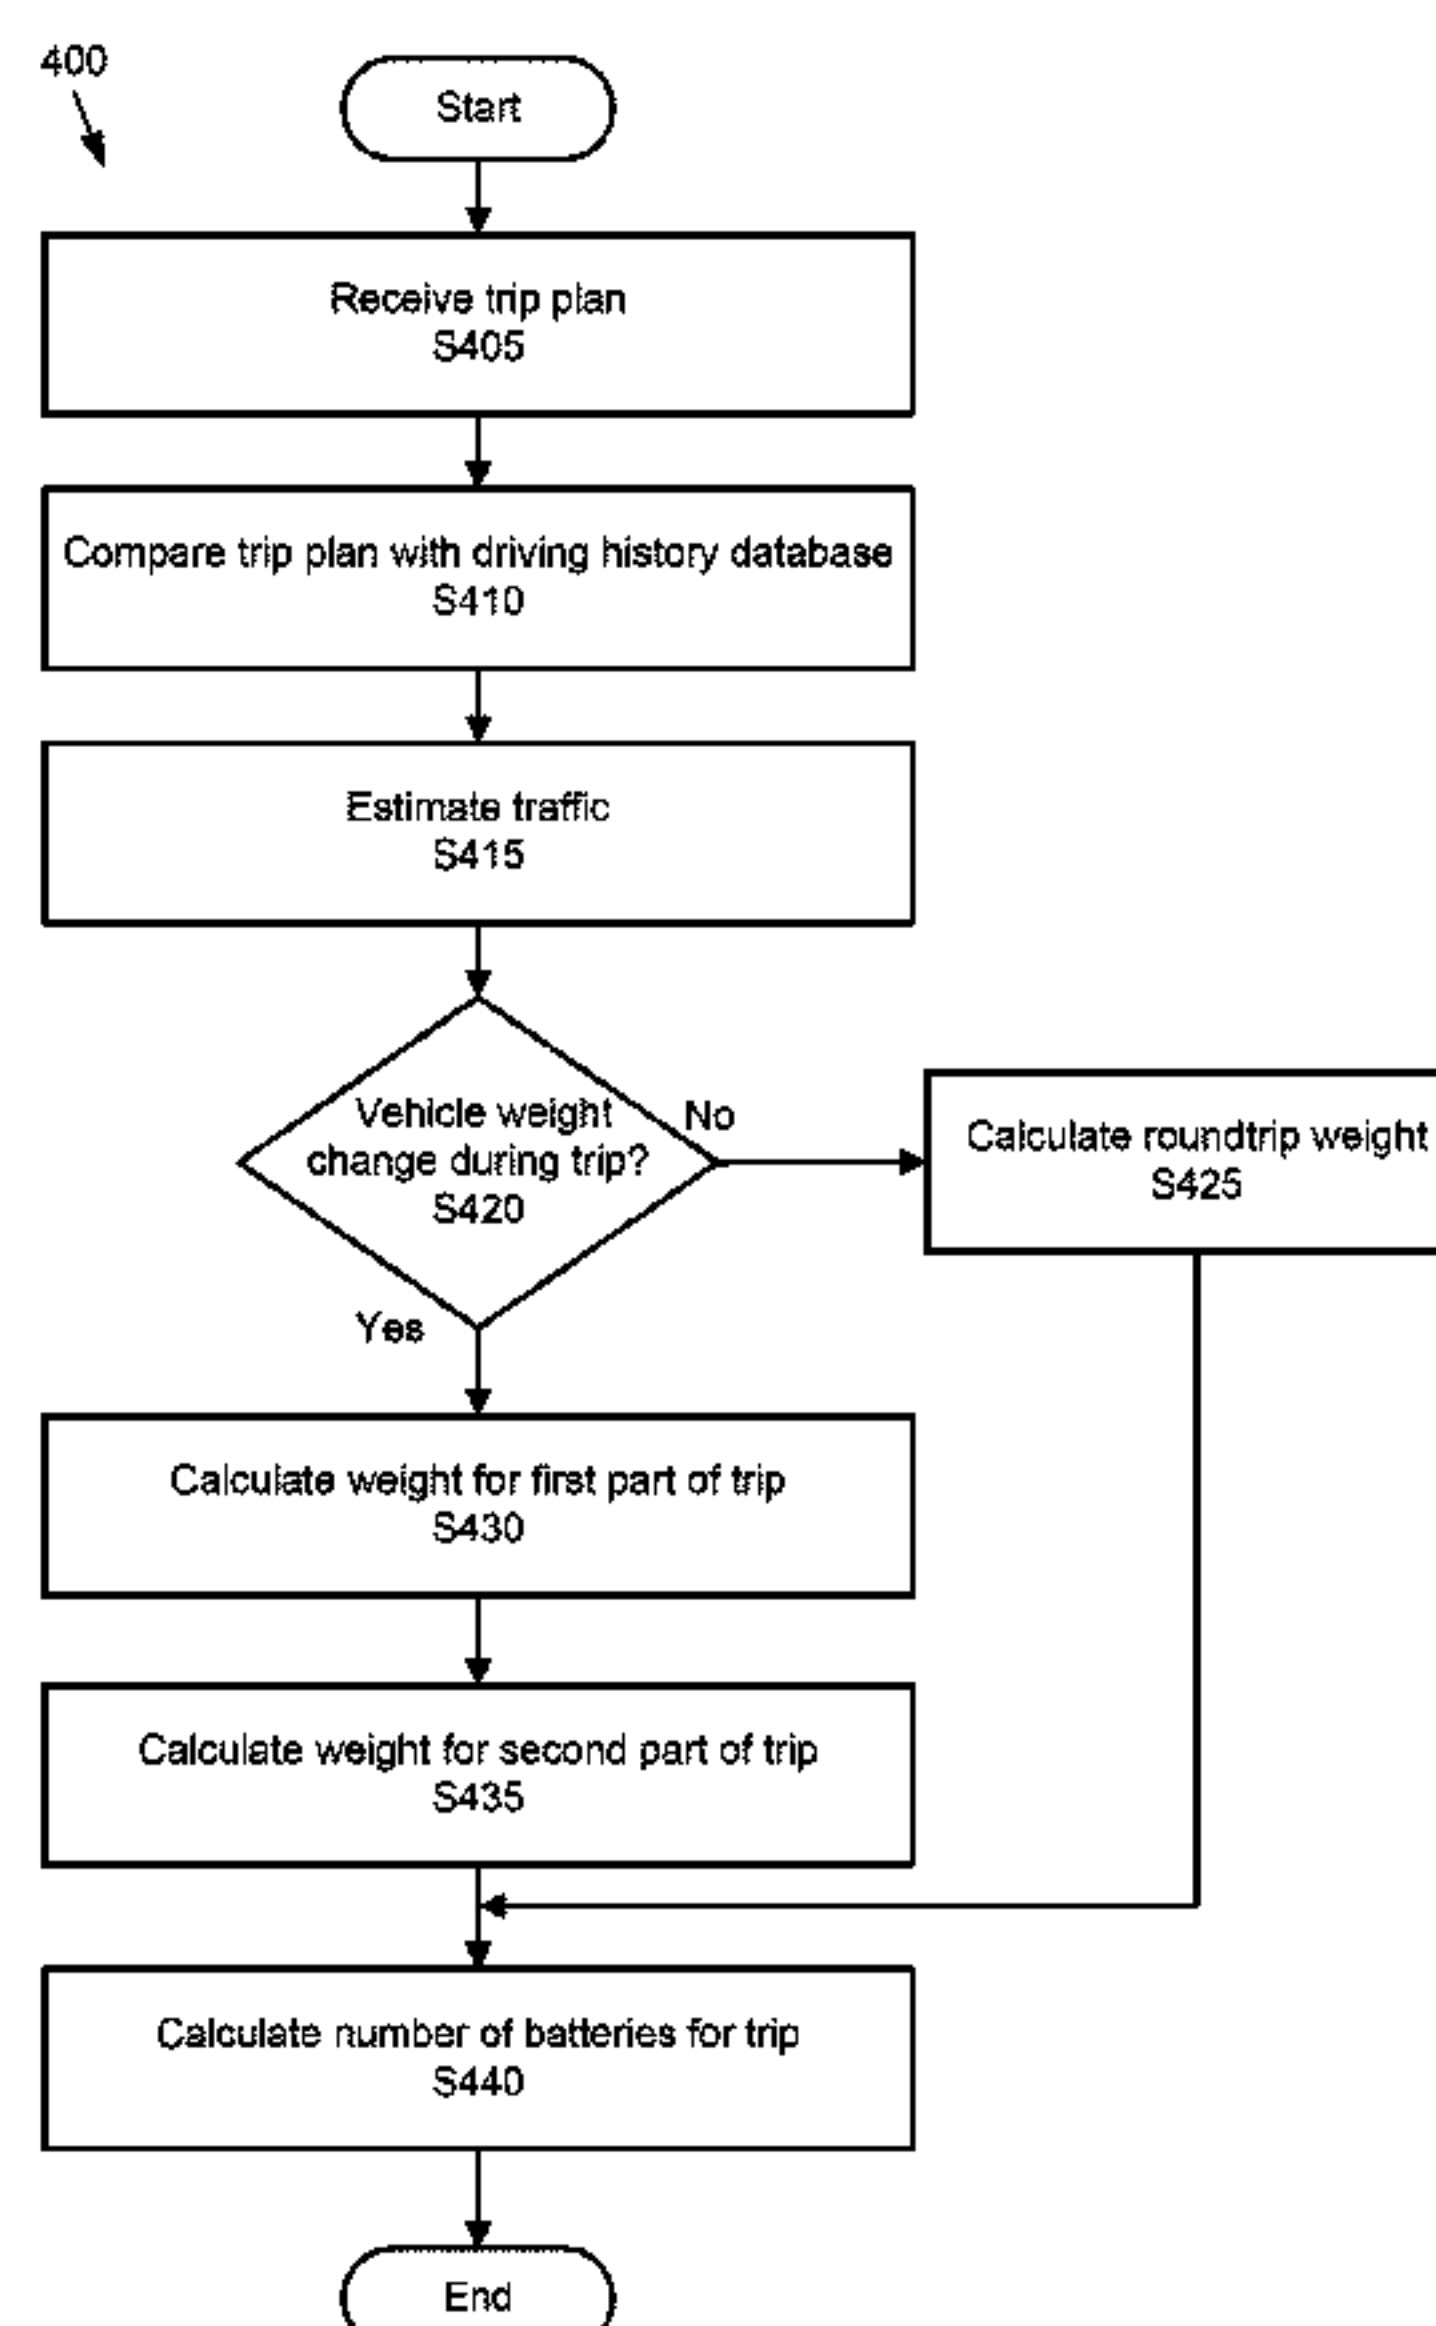 400
Start
Receive trip plan
S405
Compare trip plan with driving history database
S410
Estimate traffic
S415
Vehicle weight
change during trip?
S420
No
Calculate roundtrip weight
S425
Yes
Calculate weight for first part of trip
S430
Calculate weight for second part of trip
S435
Calculate number of batteries for trip
S440
End